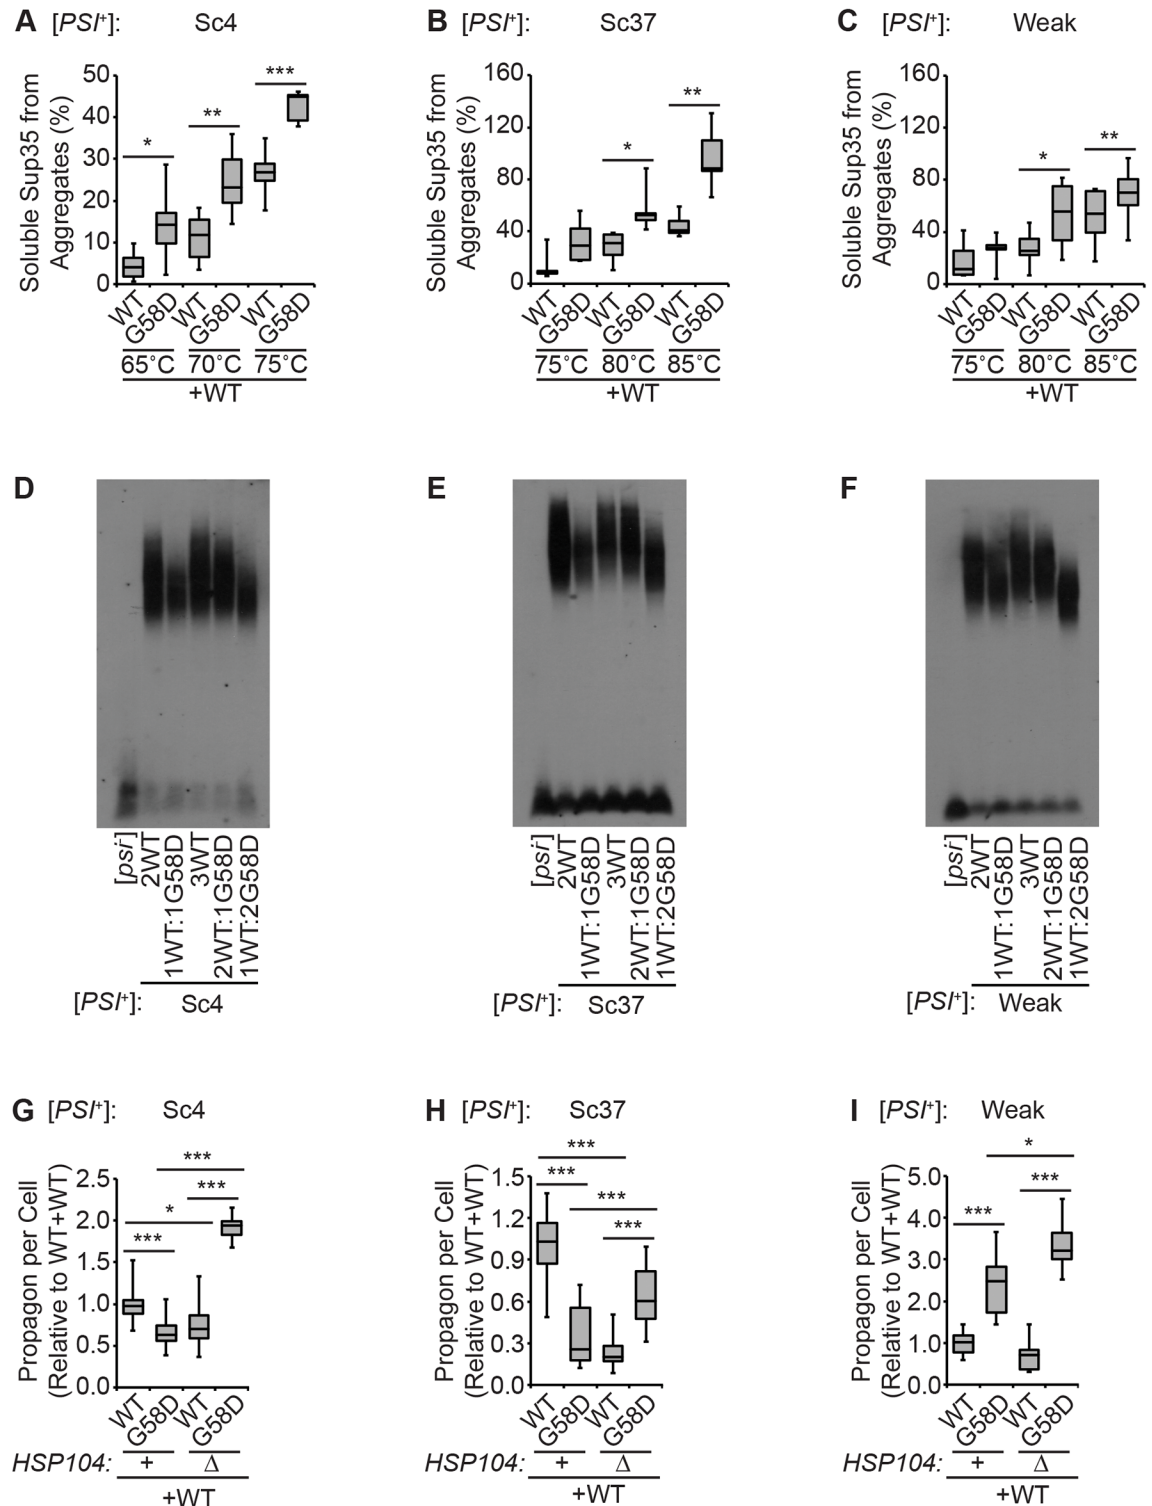 A [PSI+]: Sc4
Soluble Sup35 from
Aggregates (%)
50
40
30
20
10
0
*
**
***
WT
G58D
WT
G58D
WT
G58D
65°C 70°C 75°C
+WT
B [PSI+]: Sc37
Soluble Sup35 from
Aggregates (%)
160
120
80
40
0
*
**
WT
G58D
WT
G58D
WT
G58D
75°C 80°C 85°C
+WT
C [PSI+]: Weak
Soluble Sup35 from
Aggregates (%)
160
120
80
40
0
*
**
WT
G58D
WT
G58D
WT
G58D
75°C 80°C 85°C
+WT
D
[psi-]
2WT
1WT:1G58D
3WT
2WT:1G58D
1WT:2G58D
[PSI+]: Sc4
E
[psi-]
2WT
1WT:1G58D
3WT
2WT:1G58D
1WT:2G58D
[PSI+]: Sc37
F
[psi-]
2WT
1WT:1G58D
3WT
2WT:1G58D
1WT:2G58D
[PSI+]: Weak
G [PSI+]: Sc4
Propagon per Cell
(Relative to WT+WT)
2.5
2.0
1.5
1.0
0.5
0.0
***
***
*
***
WT
G58D
WT
G58D
HSP104: + Δ
+WT
H [PSI+]: Sc37
Propagon per Cell
(Relative to WT+WT)
1.5
1.2
0.9
0.6
0.3
0.0
***
***
***
***
WT
G58D
WT
G58D
HSP104: + Δ
+WT
I [PSI+]: Weak
Propagon per Cell
(Relative to WT+WT)
5.0
4.0
3.0
2.0
1.0
0.0
*
***
***
WT
G58D
WT
G58D
HSP104: + Δ
+WT